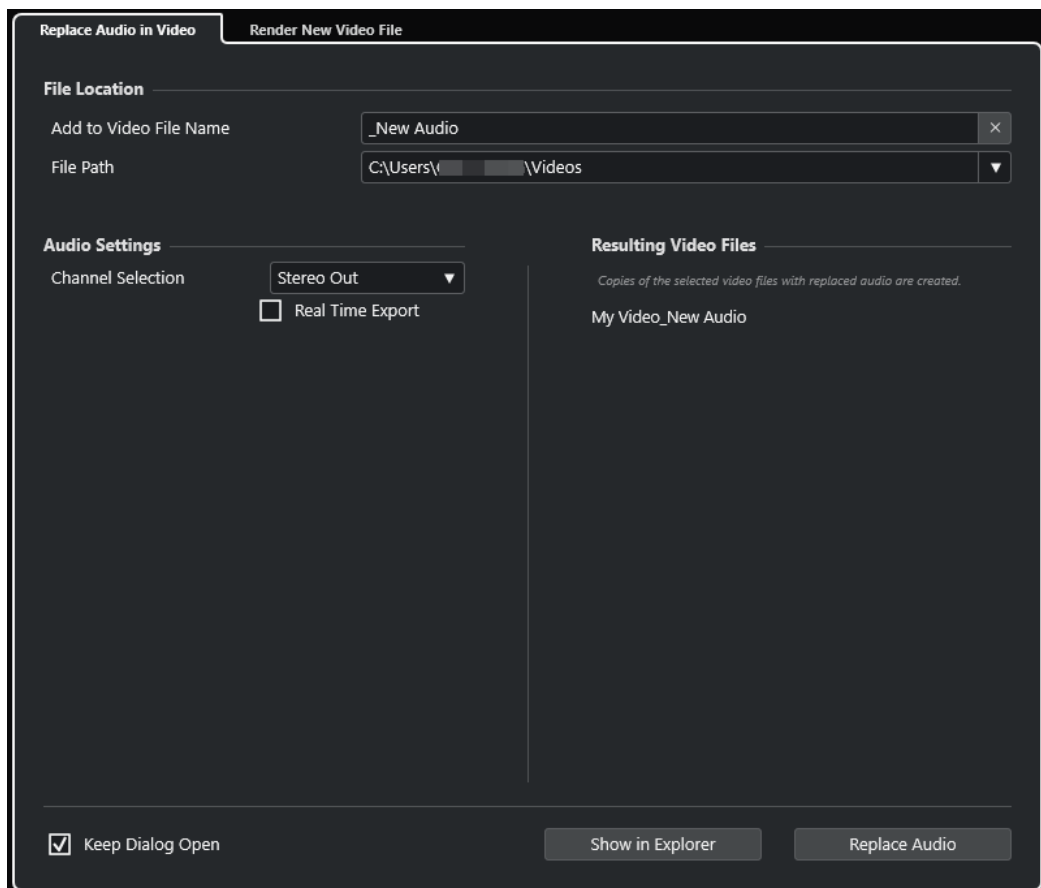 Replace Audio in Video
Render New Video File
File Location
Add to Video File Name
_New Audio
File Path
C:\Users\ \Videos
Audio Settings
Channel Selection
Stereo Out
Real Time Export
Resulting Video Files
Copies of the selected video files with replaced audio are created.
My Video_New Audio
Keep Dialog Open
Show in Explorer
Replace Audio